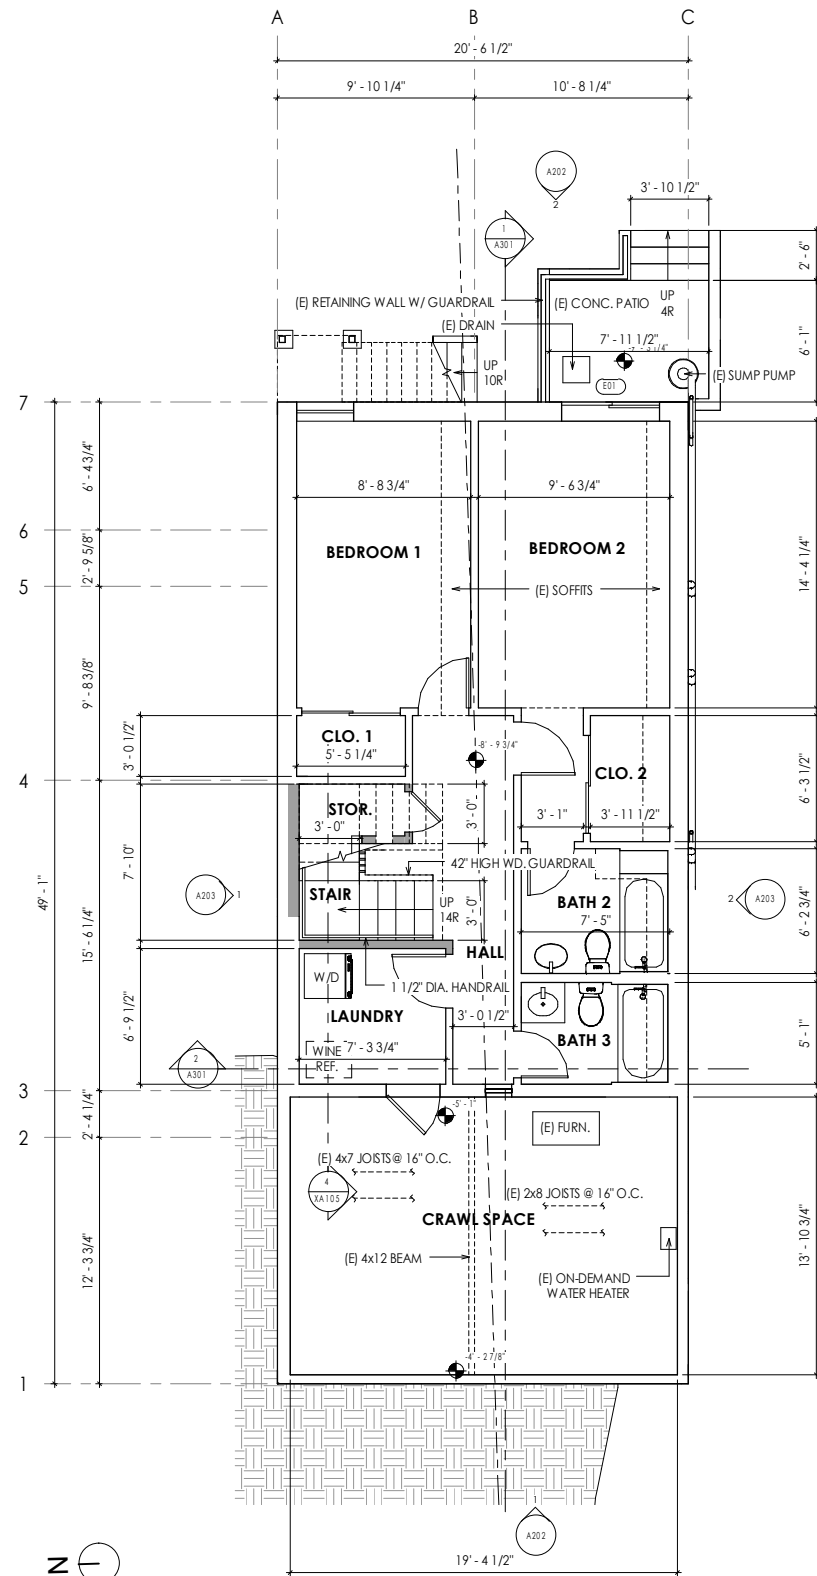 A
B
C
20' - 6 1/2"
9' - 10 1/4"
10' - 8 1/4"
A202
2
3' - 10 1/2"
1
A301
2' - 6"
(E) RETAINING WALL W/ GUARDRAIL
(E) CONC. PATIO
UP
4R
(E) DRAIN
7' - 11 1/2"
6' - 1"
UP
10R
E01
(E) SUMP PUMP
7
6' - 4 3/4"
8' - 8 3/4"
9' - 6 3/4"
6
BEDROOM 1
BEDROOM 2
2' - 9 5/8"
14' - 4 1/4"
5
(E) SOFFITS
9' - 8 3/8"
3' - 0 1/2"
CLO. 1
5' - 5 1/4"
-8' - 9 3/4"
CLO. 2
6' - 3 1/2"
4
STOR.
3' - 0"
3' - 0"
3' - 1"
3' - 11 1/2"
7' - 10"
42" HIGH WD. GUARDRAIL
49' - 1"
A203
1
STAIR
UP
14R
3' - 0"
BATH 2
7' - 5"
2
A203
6' - 2 3/4"
15' - 6 1/4"
HALL
W/D
1 1/2" DIA. HANDRAIL
6' - 9 1/2"
LAUNDRY
3' - 0 1/2"
BATH 3
5' - 1"
WINE
REF.
7' - 3 3/4"
2
A301
3
2' - 4 1/4"
-5' - 1"
(E) FURN.
2
(E) 4x7 JOISTS @ 16" O.C.
4
XA105
(E) 2x8 JOISTS @ 16" O.C.
CRAWL SPACE
12' - 3 3/4"
13' - 10 3/4"
(E) 4x12 BEAM
(E) ON-DEMAND
WATER HEATER
-4' - 2 7/8"
1
1
A202
N
19' - 4 1/2"